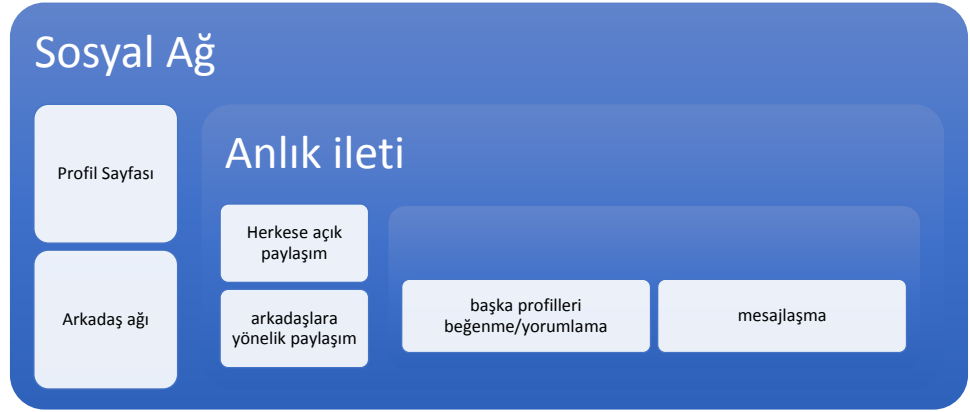 Sosyal Ağ
Profil Sayfası
Arkadaş ağı
Anlık ileti
Herkese açık
paylaşım
arkadaşlara
yönelik paylaşım
başka profilleri
beğenme/yorumlama
mesajlaşma